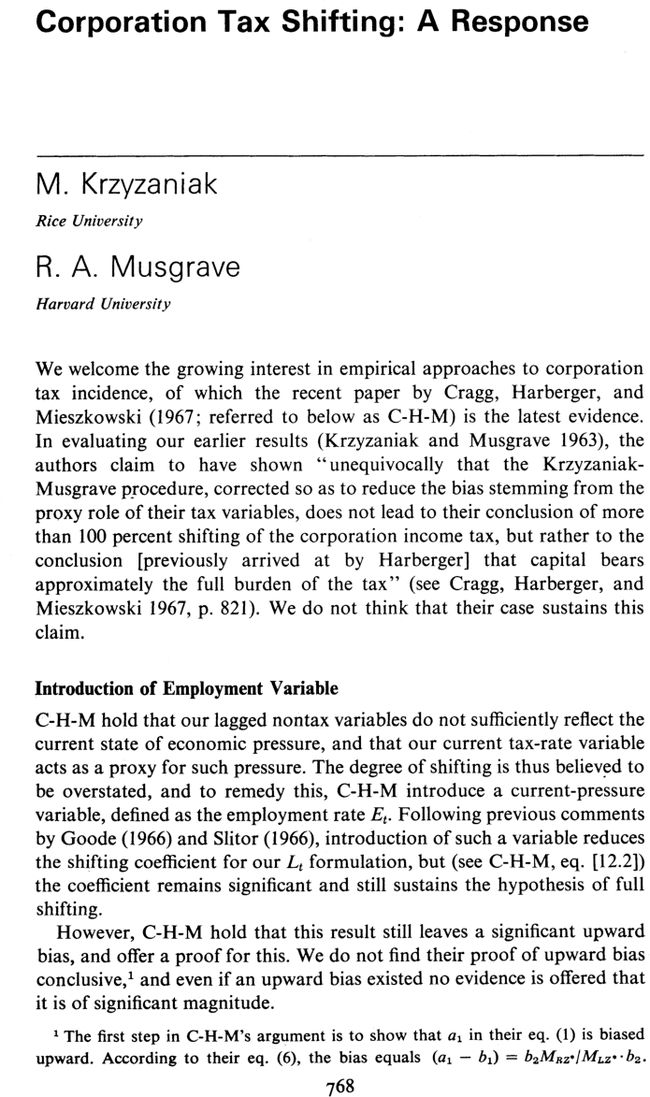 Corporation Tax Shifting: A Response
M. Krzyzaniak
Rice University
R. A. Musgrave
Harvard University
We welcome the growing interest in empirical approaches to corporation
tax incidence, of which the recent paper by Cragg, Harberger, and
Mieszkowski (1967; referred to below as C-H-M) is the latest evidence.
In evaluating our earlier results (Krzyzaniak and Musgrave 1963), the
authors claim to have shown “unequivocally that the Krzyzaniak-
Musgrave procedure, corrected so as to reduce the bias stemming from the
proxy role of their tax variables, does not lead to their conclusion of more
than 100 percent shifting of the corporation income tax, but rather to the
conclusion [previously arrived at by Harberger] that capital bears
approximately the full burden of the tax” (see Cragg, Harberger, and
Mieszkowski 1967, p. 821). We do not think that their case sustains this
claim.
Introduction of Employment Variable
C-H-M hold that our lagged nontax variables do not sufficiently reflect the
current state of economic pressure, and that our current tax-rate variable
acts as a proxy for such pressure. The degree of shifting is thus believed to
be overstated, and to remedy this, C-H-M introduce a current-pressure
variable, defined as the employment rate Eₜ. Following previous comments
by Goode (1966) and Slitor (1966), introduction of such a variable reduces
the shifting coefficient for our Lₜ formulation, but (see C-H-M, eq. [12.2])
the coefficient remains significant and still sustains the hypothesis of full
shifting.
However, C-H-M hold that this result still leaves a significant upward
bias, and offer a proof for this. We do not find their proof of upward bias
conclusive,¹ and even if an upward bias existed no evidence is offered that
it is of significant magnitude.
¹ The first step in C-H-M's argument is to show that a₁ in their eq. (1) is biased
upward. According to their eq. (6), the bias equals (a₁ − b₁) = b₂M_RZ*/M_LZ*·b₂.
768